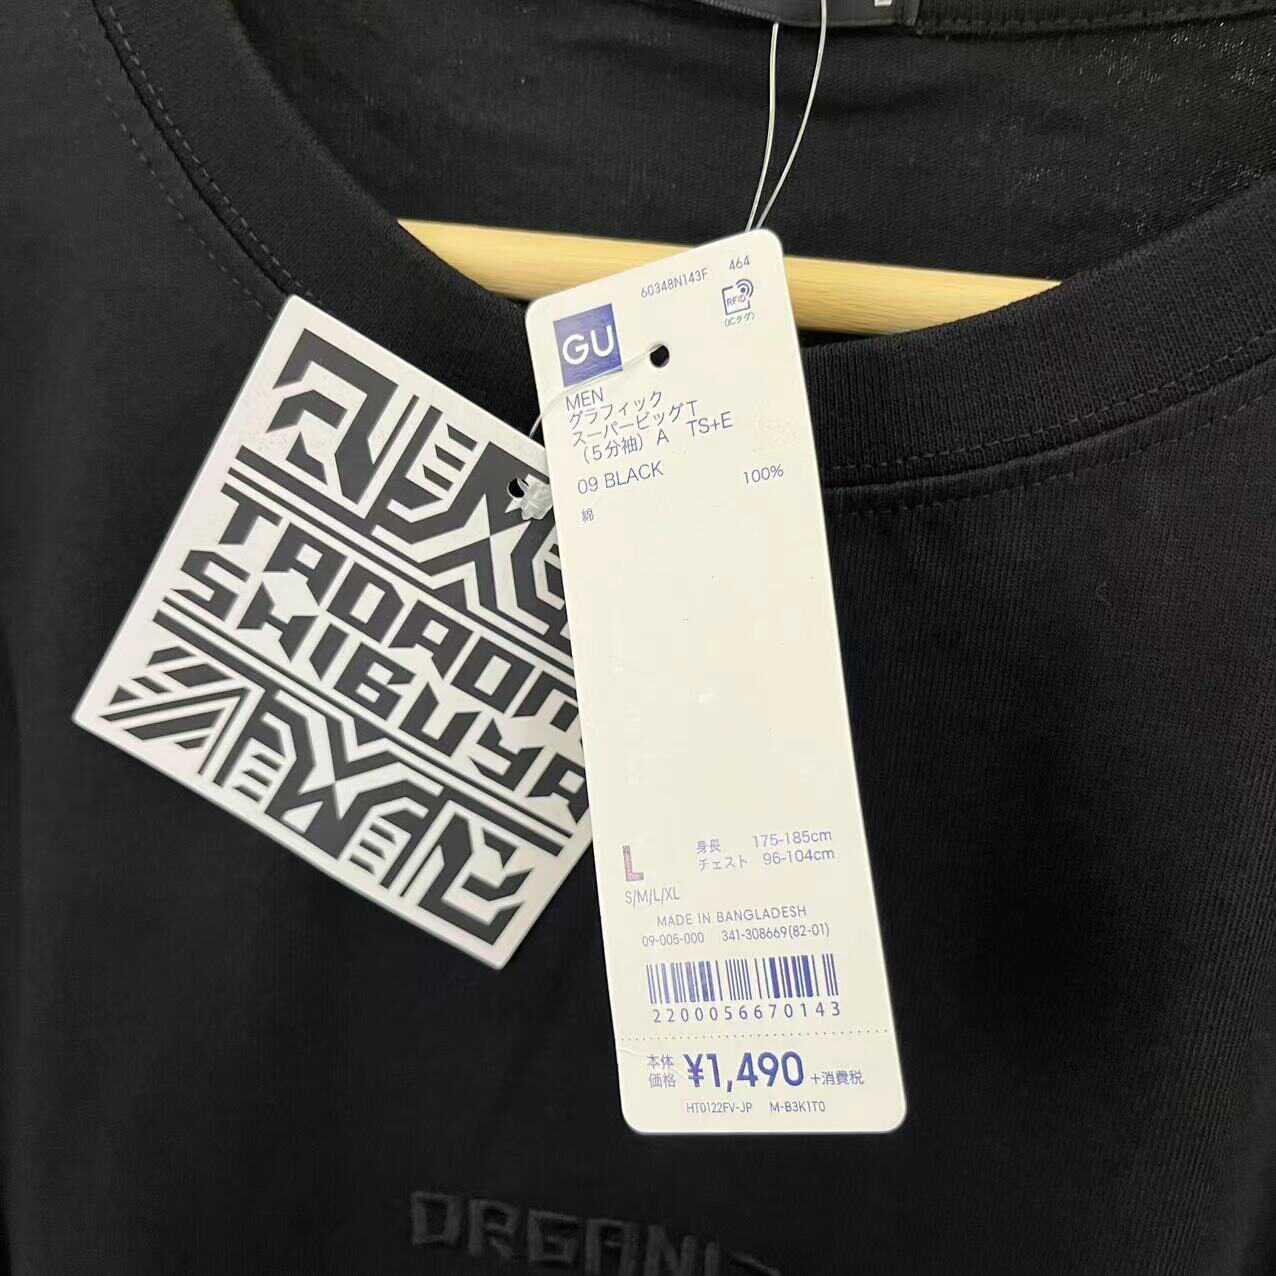 60348N143F 464
RFID
(ICタグ)
GU
MEN
グラフィック
スーパービッグT
(5分袖) A TS+E
09 BLACK
綿 100%
TADANORI
SHIBUYA
L
身長 175-185cm
チェスト 96-104cm
S/M/L/XL
MADE IN BANGLADESH
09-005-000 341-308669(82-01)
2200056670143
本体
価格 ¥1,490 +消費税
HT0122FV-JP M-B3K1T0